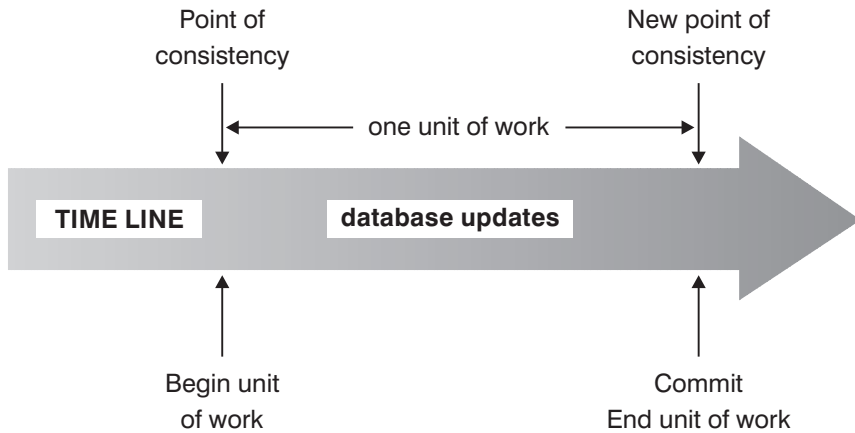 Point of
consistency
New point of
consistency
one unit of work
TIME LINE
database updates
Begin unit
of work
Commit
End unit of work